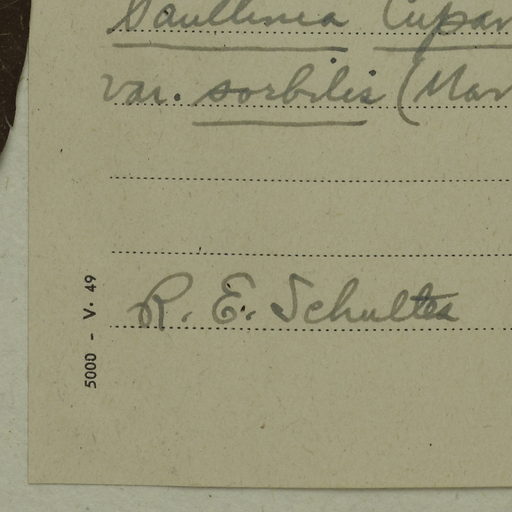 Paullinia Cupan
var. sorbilis (Mar
R. E. Schultes
5000 - V. 49